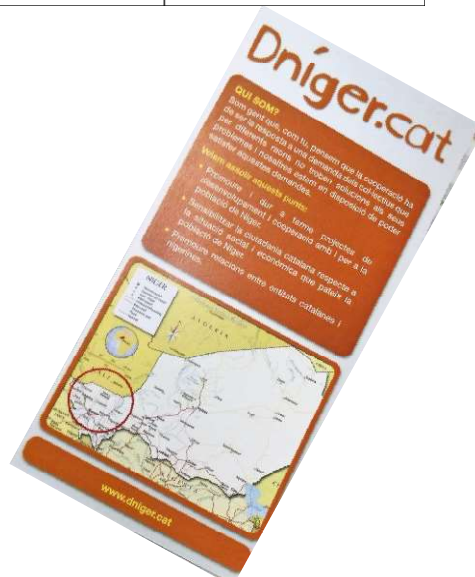 Dníger.cat
QUI SOM?
Som gent que, com tu, pensem que la cooperació ha
de ser la resposta a una demanda dels col·lectius que
per diferents raons no troben solucions als seus
problemes i nosaltres estem en disposició de poder
satisfer aquestes demandes.
Volem assolir aquests punts:
• Promoure i dur a terme projectes de
desenvolupament i cooperació amb i per a la
població de Níger.
• Sensibilitzar la ciutadania catalana respecte a
la situació social i econòmica que pateix la
població de Níger.
• Promoure relacions entre entitats catalanes i
nigerines.
NIGER
ALGERIA
www.dniger.cat